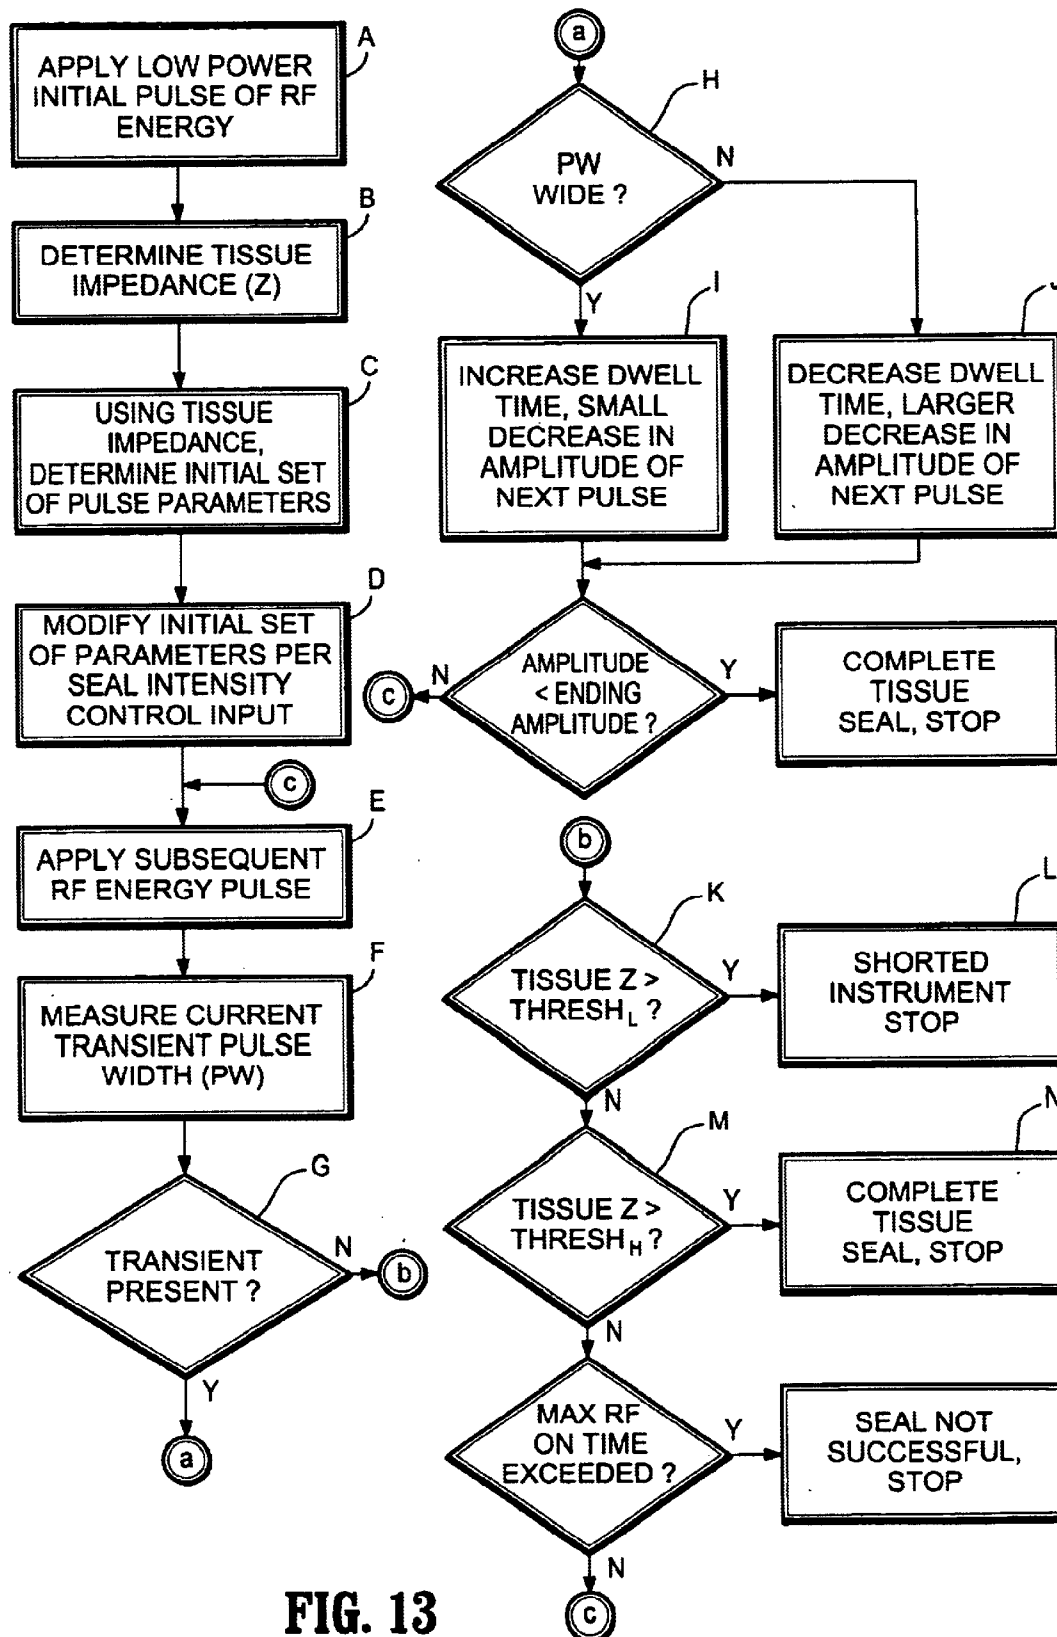 A
APPLY LOW POWER
INITIAL PULSE OF RF
ENERGY
B
DETERMINE TISSUE
IMPEDANCE (Z)
C
USING TISSUE
IMPEDANCE,
DETERMINE INITIAL SET
OF PULSE PARAMETERS
D
MODIFY INITIAL SET
OF PARAMETERS PER
SEAL INTENSITY
CONTROL INPUT
c
E
APPLY SUBSEQUENT
RF ENERGY PULSE
F
MEASURE CURRENT
TRANSIENT PULSE
WIDTH (PW)
G
TRANSIENT
PRESENT ?
N
b
Y
a
a
H
PW
WIDE ?
N
Y
I
INCREASE DWELL
TIME, SMALL
DECREASE IN
AMPLITUDE OF
NEXT PULSE
J
DECREASE DWELL
TIME, LARGER
DECREASE IN
AMPLITUDE OF
NEXT PULSE
AMPLITUDE
< ENDING
AMPLITUDE ?
N
c
Y
COMPLETE
TISSUE
SEAL, STOP
b
K
TISSUE Z >
THRESH_L ?
Y
L
SHORTED
INSTRUMENT
STOP
N
M
TISSUE Z >
THRESH_H ?
Y
N
COMPLETE
TISSUE
SEAL, STOP
N
MAX RF
ON TIME
EXCEEDED ?
Y
SEAL NOT
SUCCESSFUL,
STOP
N
c
FIG. 13